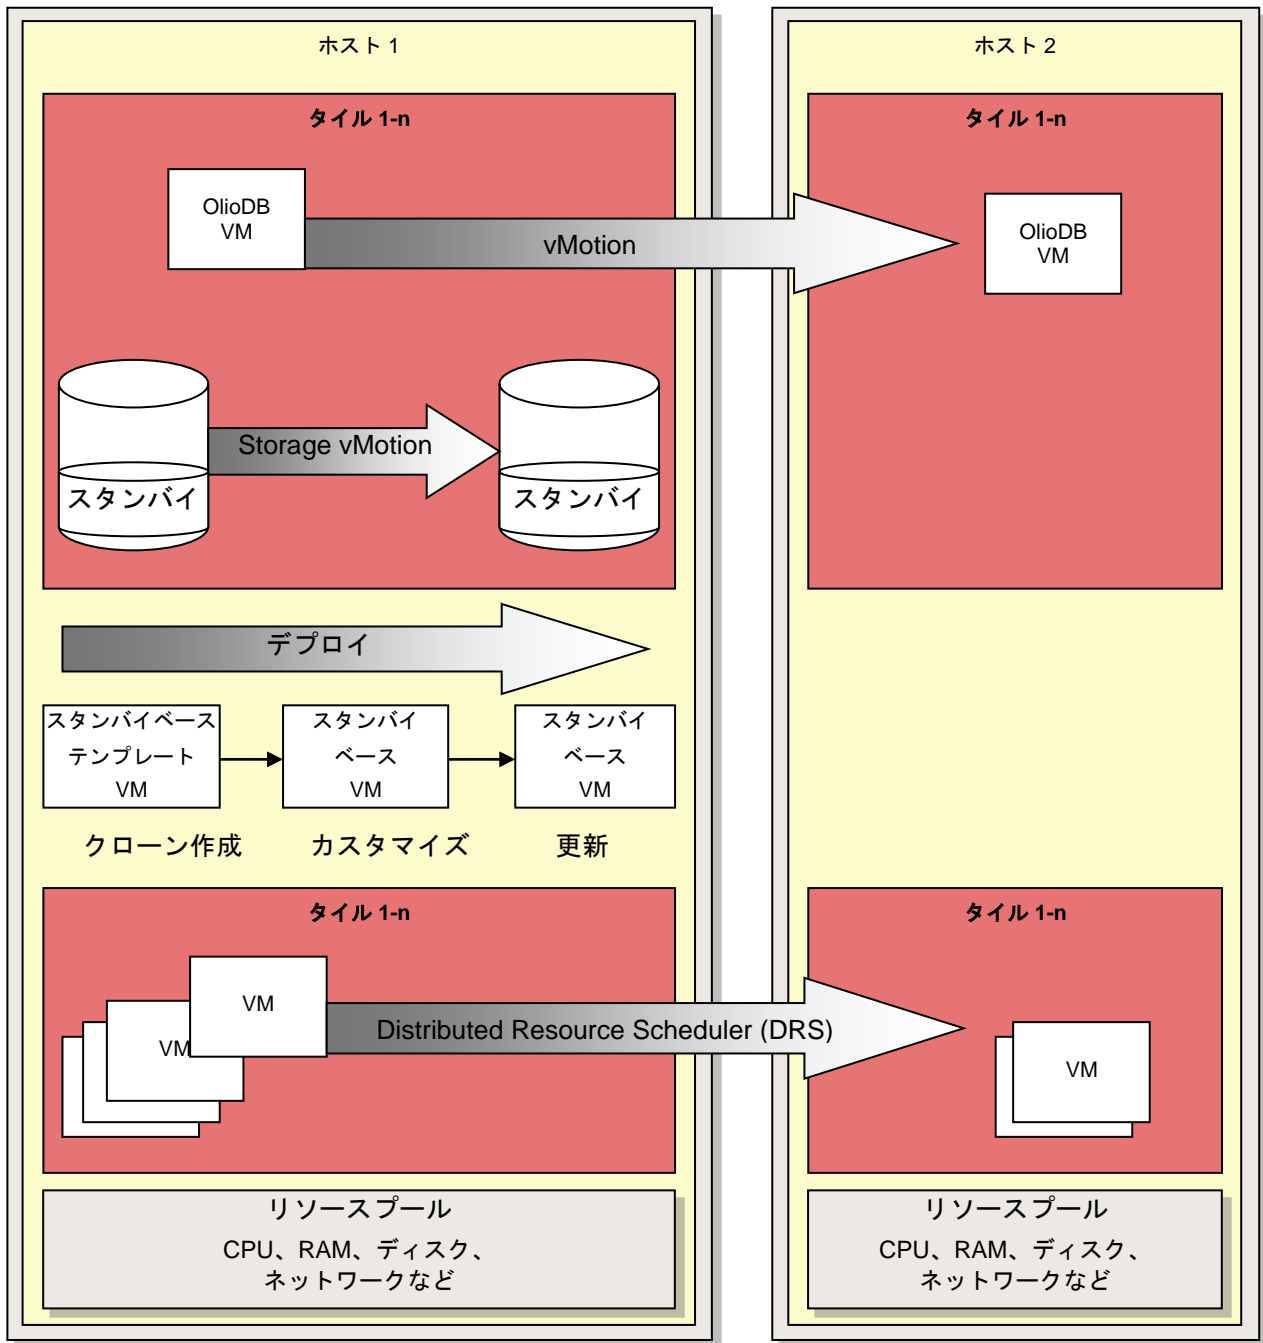 ホスト 1
タイル 1-n
OlioDB
VM
vMotion
Storage vMotion
スタンバイ
スタンバイ
デプロイ
スタンバイベース
テンプレート
VM
スタンバイ
ベース
VM
スタンバイ
ベース
VM
クローン作成
カスタマイズ
更新
タイル 1-n
VM
VM
Distributed Resource Scheduler (DRS)
リソースプール
CPU、RAM、ディスク、
ネットワークなど
ホスト 2
タイル 1-n
OlioDB
VM
タイル 1-n
VM
リソースプール
CPU、RAM、ディスク、
ネットワークなど